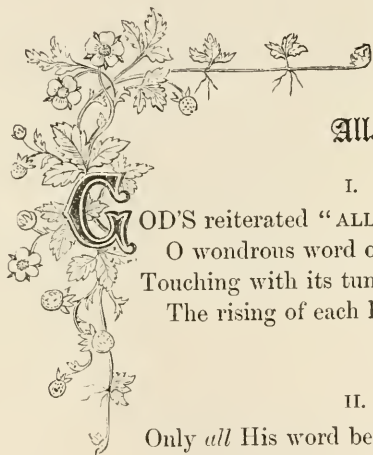 All.
I.
GOD'S reiterated "ALL
O wondrous word o
Touching with its tun
The rising of each
II.
Only all His word be